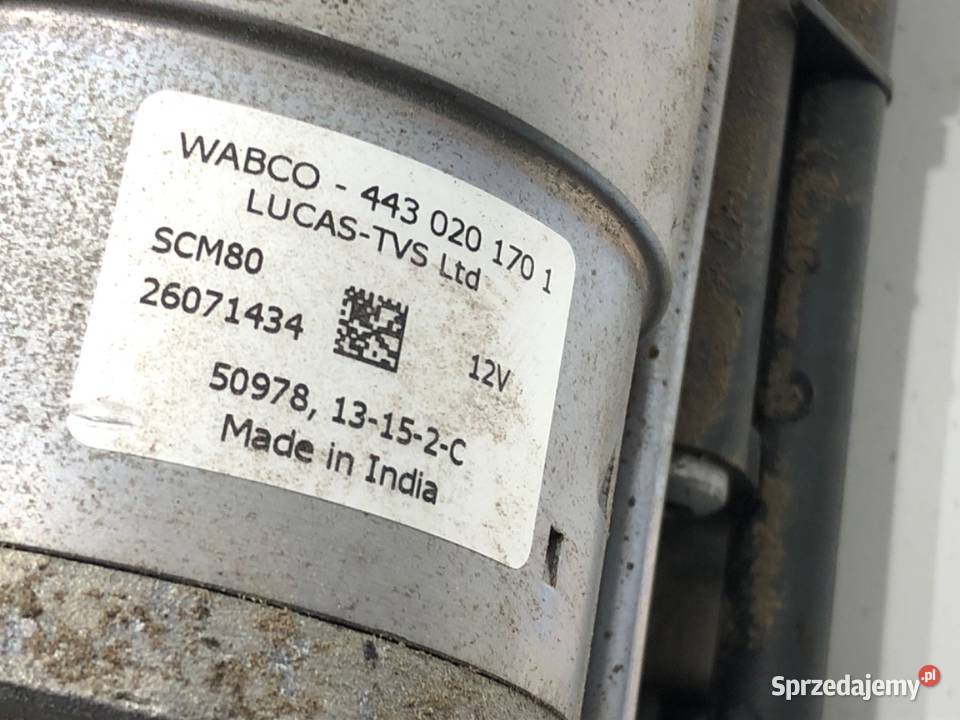 WABCO - 443 020 170 1
LUCAS-TVS Ltd
SCM80
26071434
12V
50978, 13-15-2-C
Made in India
Sprzedajemy.pl